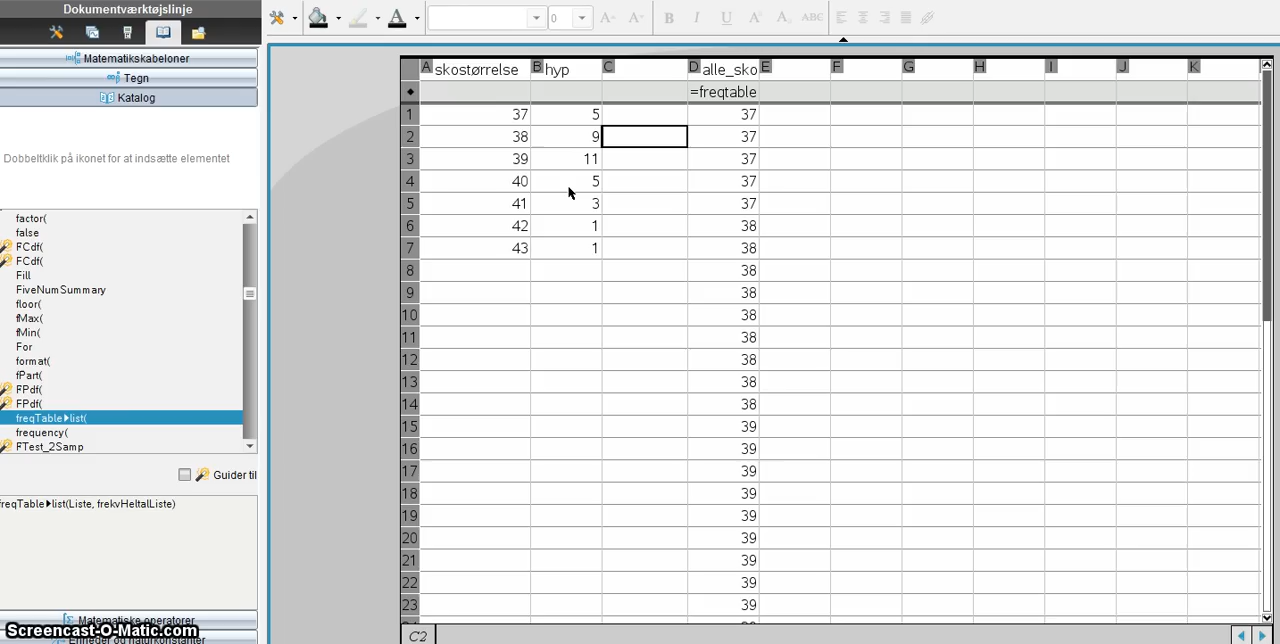 Dokumentværktøjslinje
Matematikskabeloner
Tegn
Katalog
Dobbeltklik på ikonet for at indsætte elementet
factor(
false
FCdf(
FCdf(
Fill
FiveNumSummary
floor(
fMax(
fMin(
For
format(
fPart(
FPdf(
FPdf(
freqTable▶list(
frequency(
FTest_2Samp
Guider til
freqTable▶list(Liste, frekvHeltalListe)
Matematiske operatorer
Enheder og naturkonstanter
Screencast-O-Matic.com
0 A A B I U A A ABC
A skostørrelse B hyp C D alle_sko E F G H I J K
◆ =freqtable
1 37 5 37
2 38 9 37
3 39 11 37
4 40 5 37
5 41 3 37
6 42 1 38
7 43 1 38
8 38
9 38
10 38
11 38
12 38
13 38
14 38
15 39
16 39
17 39
18 39
19 39
20 39
21 39
22 39
23 39
C2